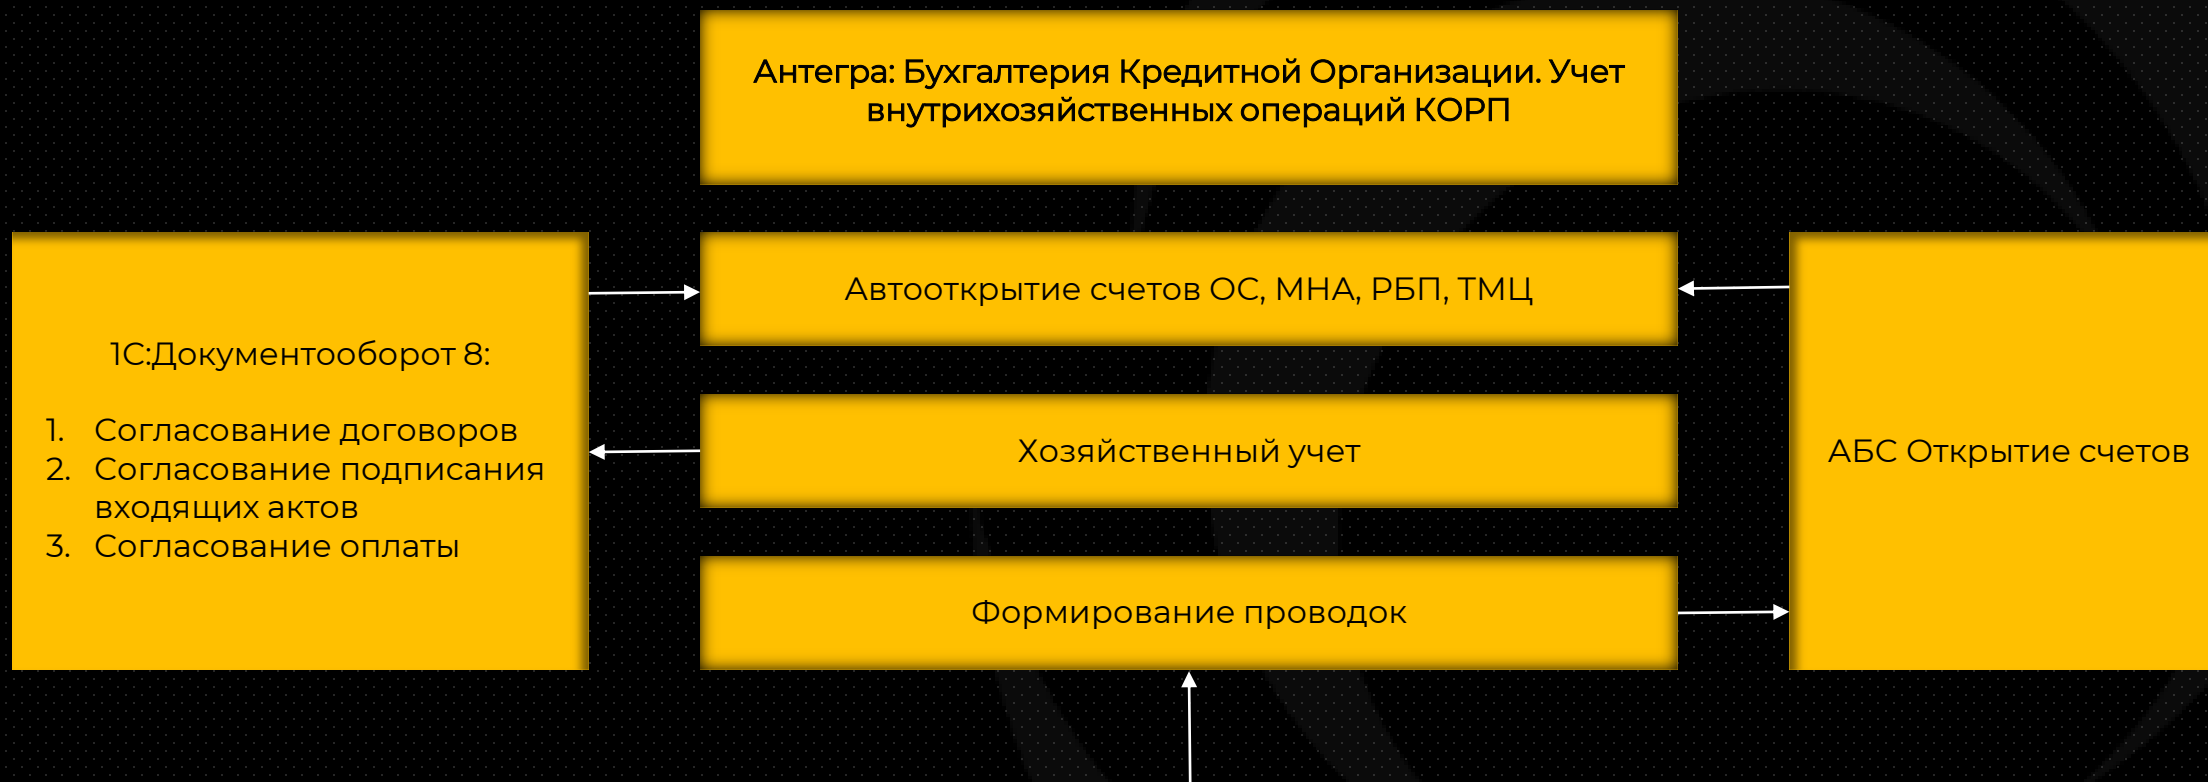 Антегра: Бухгалтерия Кредитной Организации. Учет
внутрихозяйственных операций КОРП
1С:Документооборот 8:
1. Согласование договоров
2. Согласование подписания
входящих актов
3. Согласование оплаты
Автооткрытие счетов ОС, МНА, РБП, ТМЦ
Хозяйственный учет
Формирование проводок
АБС Открытие счетов